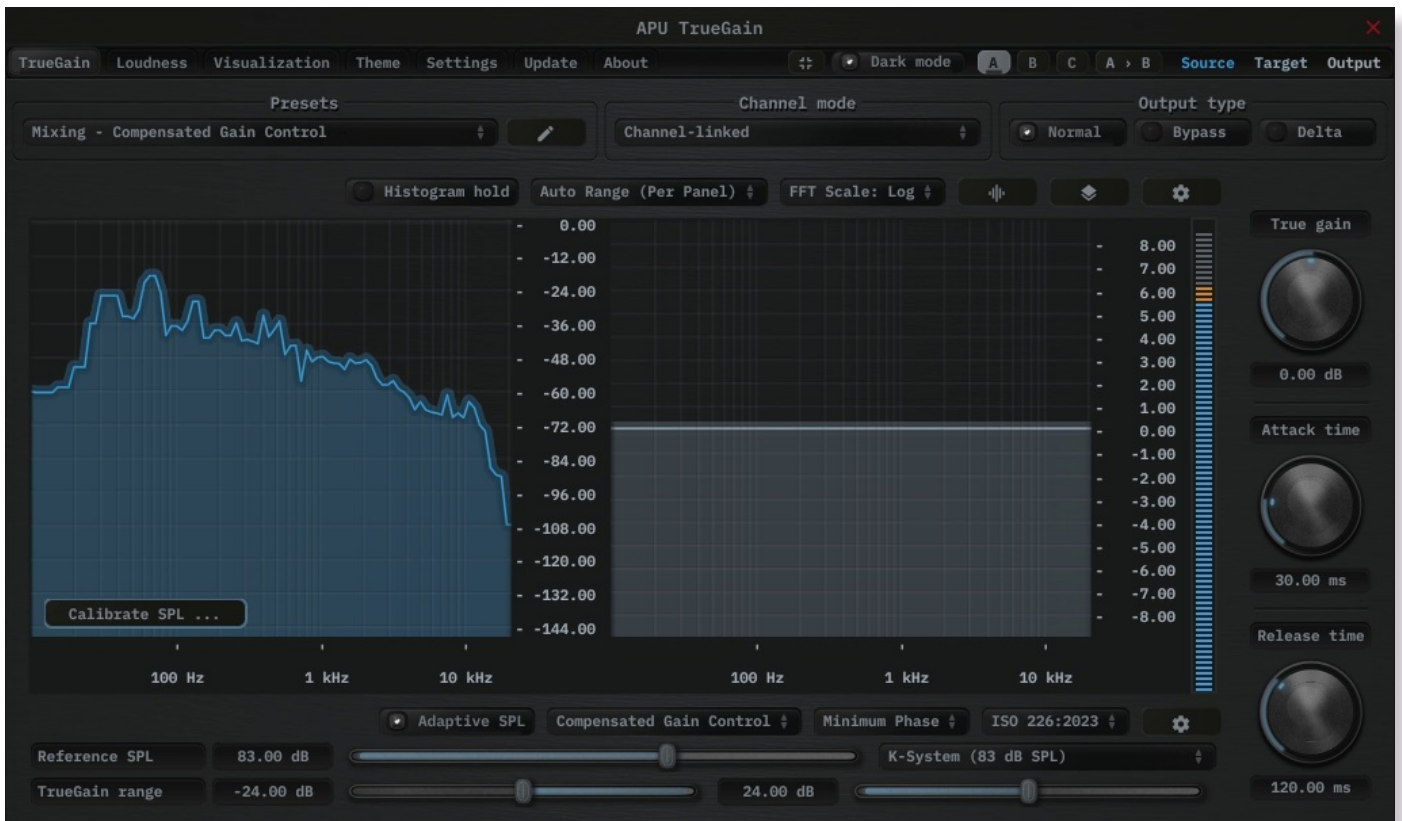 APU TrueGain
TrueGain Loudness Visualization Theme Settings Update About Dark mode A B C A › B Source Target Output
Presets Channel mode Output type
Mixing - Compensated Gain Control Channel-linked Normal Bypass Delta
Histogram hold Auto Range (Per Panel) FFT Scale: Log
True gain
0.00 dB
Attack time
30.00 ms
Release time
120.00 ms
- 0.00
- -12.00
- -24.00
- -36.00
- -48.00
- -60.00
- -72.00
- -84.00
- -96.00
- -108.00
- -120.00
- -132.00
- -144.00
- 8.00
- 7.00
- 6.00
- 5.00
- 4.00
- 3.00
- 2.00
- 1.00
- 0.00
- -1.00
- -2.00
- -3.00
- -4.00
- -5.00
- -6.00
- -7.00
- -8.00
Calibrate SPL ...
100 Hz 1 kHz 10 kHz 100 Hz 1 kHz 10 kHz
Adaptive SPL Compensated Gain Control Minimum Phase ISO 226:2023
Reference SPL 83.00 dB K-System (83 dB SPL)
TrueGain range -24.00 dB 24.00 dB